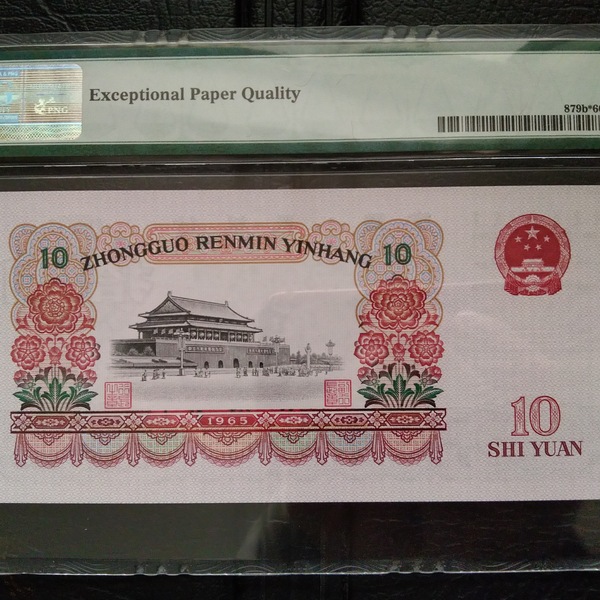 Exceptional Paper Quality
879b*6
10 ZHONGGUO RENMIN YINHANG 10
1965
10
SHI YUAN